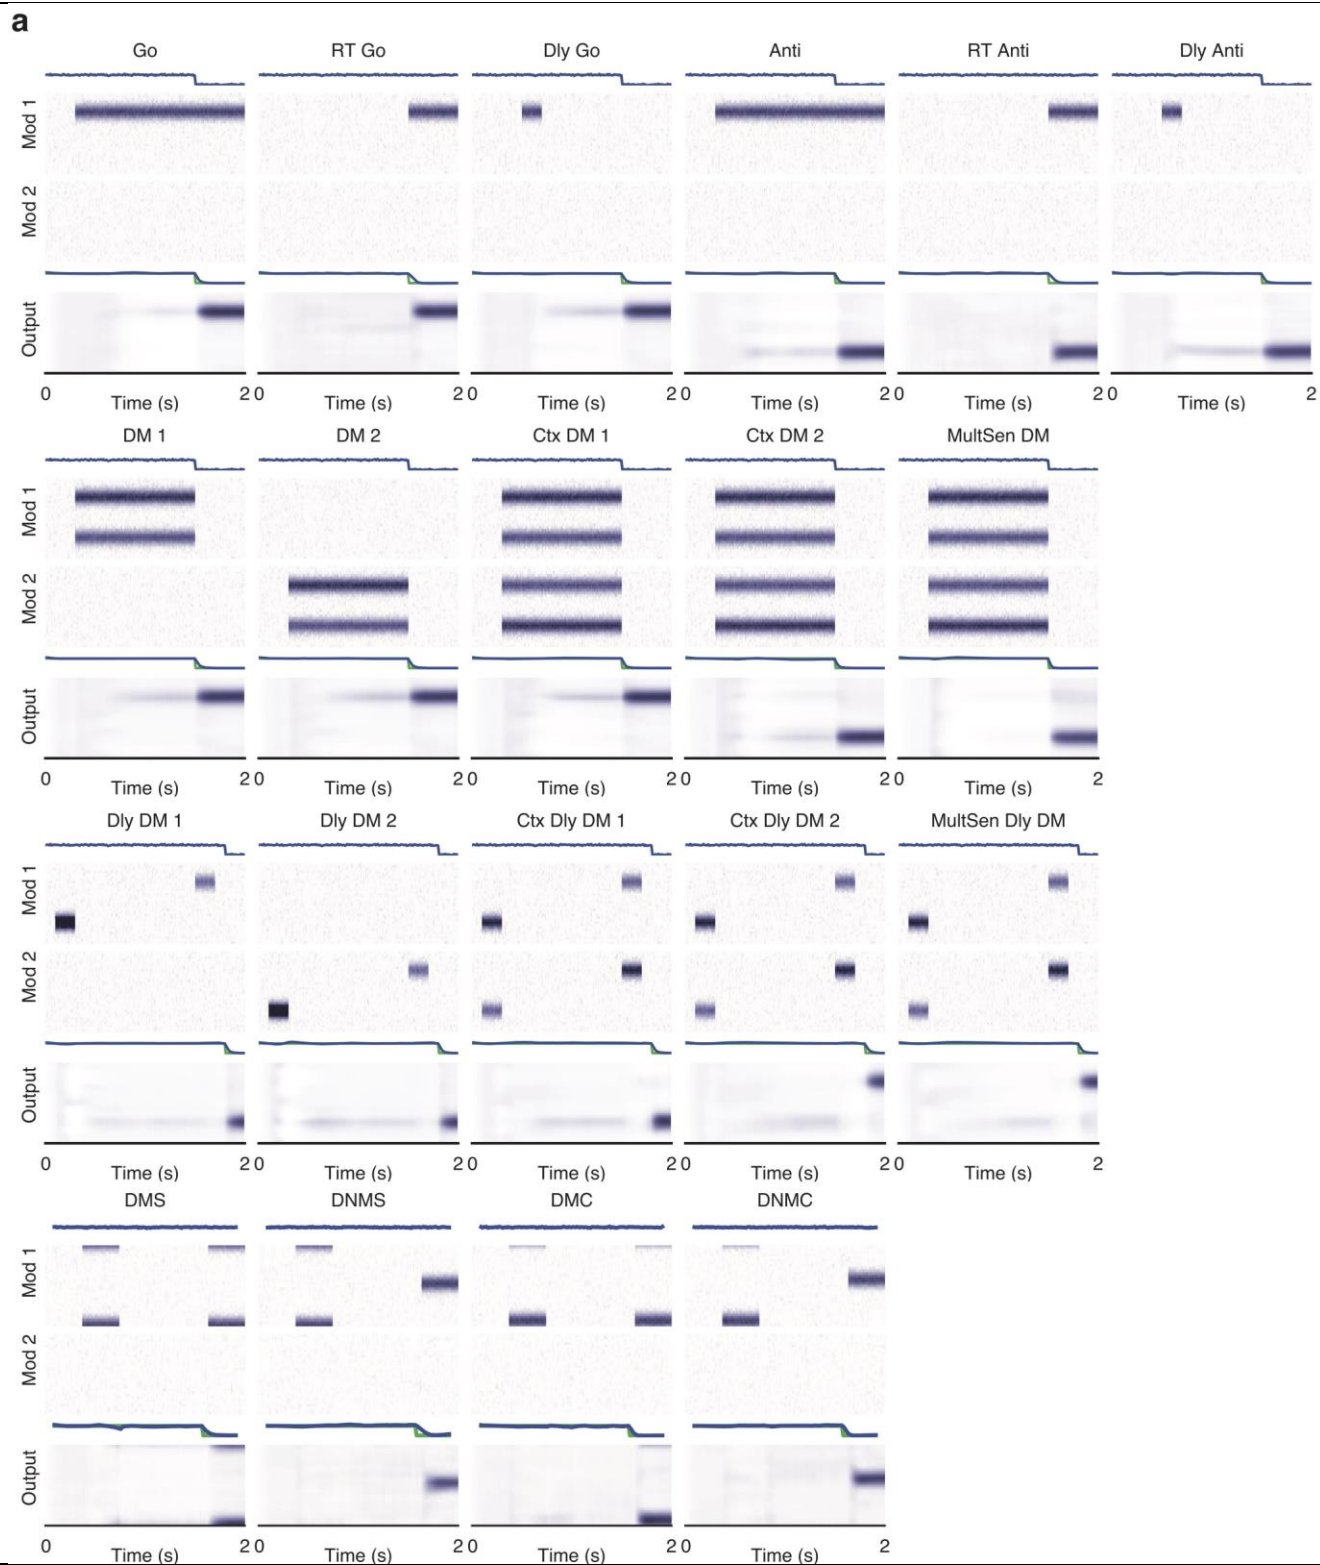 a
Go RT Go Dly Go Anti RT Anti Dly Anti
Mod 1
Mod 2
Output
0 2 0 2 0 2 0 2 0 2 0 2
Time (s) Time (s) Time (s) Time (s) Time (s) Time (s)
DM 1 DM 2 Ctx DM 1 Ctx DM 2 MultSen DM
Mod 1
Mod 2
Output
0 2 0 2 0 2 0 2 0 2
Time (s) Time (s) Time (s) Time (s) Time (s)
Dly DM 1 Dly DM 2 Ctx Dly DM 1 Ctx Dly DM 2 MultSen Dly DM
Mod 1
Mod 2
Output
0 2 0 2 0 2 0 2 0 2
Time (s) Time (s) Time (s) Time (s) Time (s)
DMS DNMS DMC DNMC
Mod 1
Mod 2
Output
0 2 0 2 0 2 0 2
Time (s) Time (s) Time (s) Time (s)